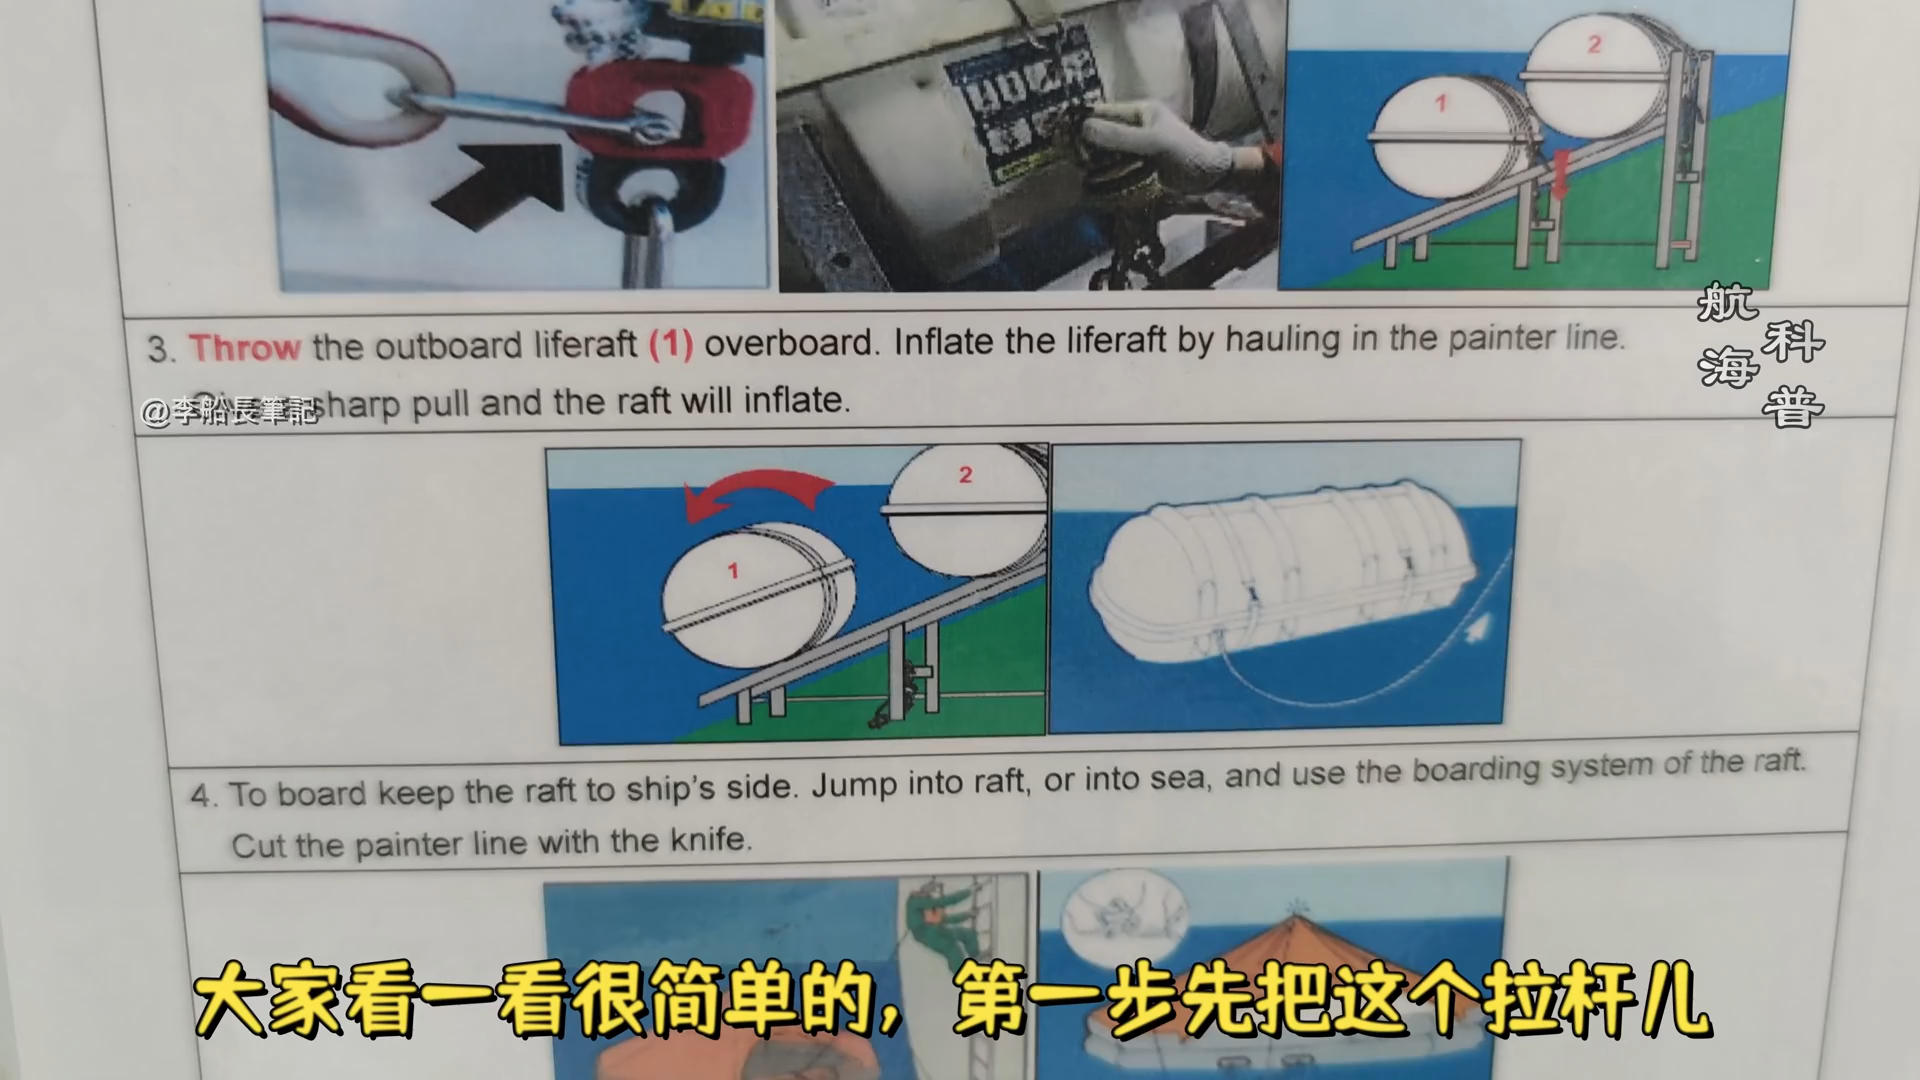 2
1
3. Throw the outboard liferaft (1) overboard. Inflate the liferaft by hauling in the painter line.
sharp pull and the raft will inflate.
@李船長筆記
航海
科普
2
1
4. To board keep the raft to ship's side. Jump into raft, or into sea, and use the boarding system of the raft.
Cut the painter line with the knife.
大家看一看很简单的，第一步先把这个拉杆儿